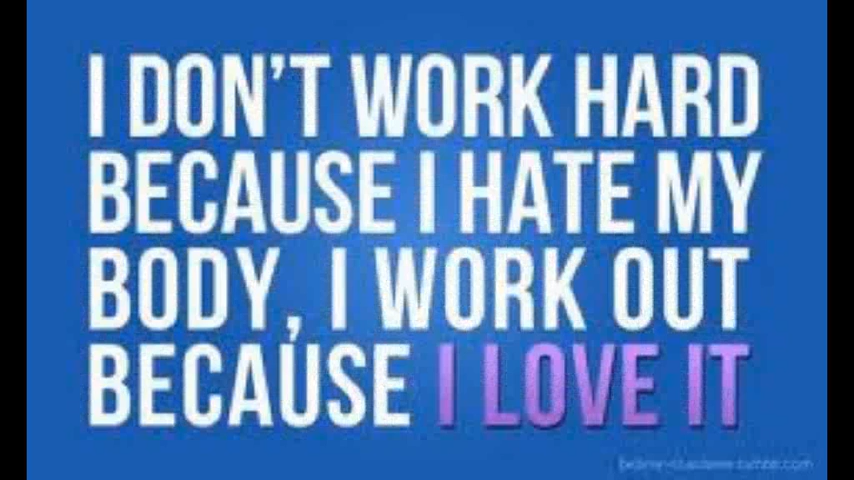 I DON'T WORK HARD
BECAUSE I HATE MY
BODY, I WORK OUT
BECAUSE I LOVE IT